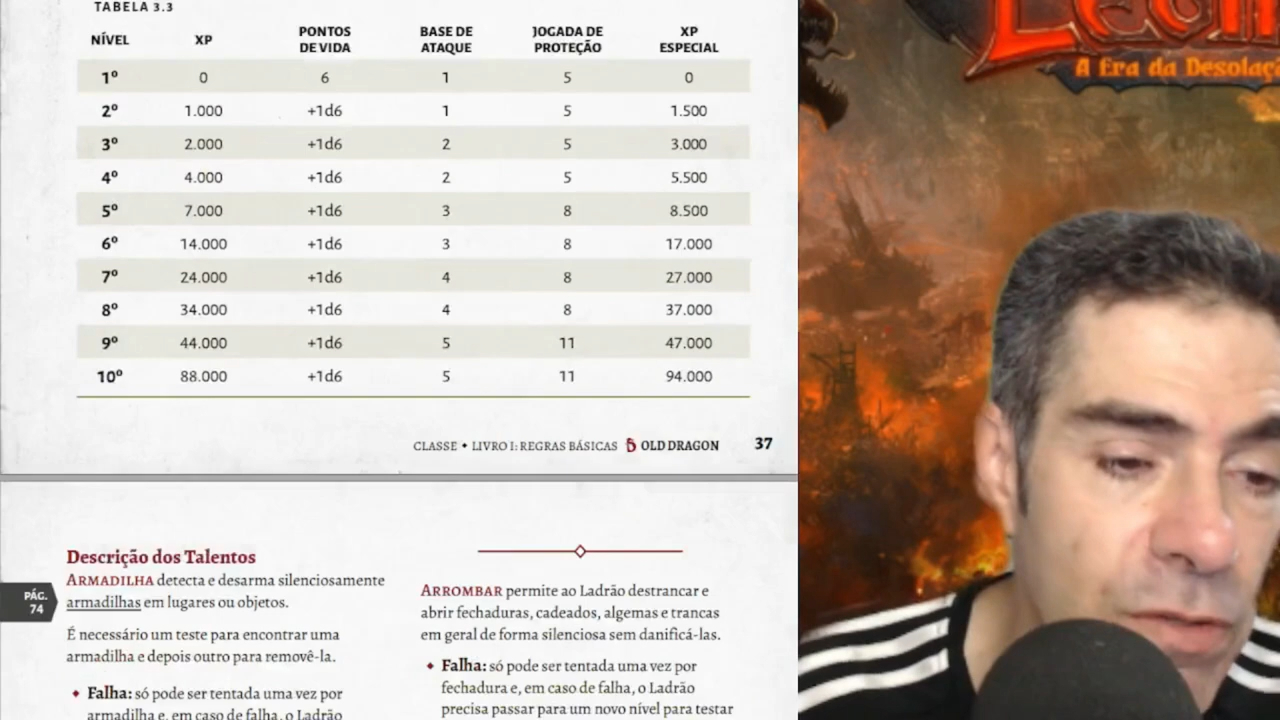 TABELA 3.3
NÍVEL XP PONTOS DE VIDA BASE DE ATAQUE JOGADA DE PROTEÇÃO XP ESPECIAL
1º 0 6 1 5 0
2º 1.000 +1d6 1 5 1.500
3º 2.000 +1d6 2 5 3.000
4º 4.000 +1d6 2 5 5.500
5º 7.000 +1d6 3 8 8.500
6º 14.000 +1d6 3 8 17.000
7º 24.000 +1d6 4 8 27.000
8º 34.000 +1d6 4 8 37.000
9º 44.000 +1d6 5 11 47.000
10º 88.000 +1d6 5 11 94.000
CLASSE • LIVRO I: REGRAS BÁSICAS OLD DRAGON 37
Descrição dos Talentos
ARMADILHA detecta e desarma silenciosamente
armadilhas em lugares ou objetos.
PÁG.
74
É necessário um teste para encontrar uma
armadilha e depois outro para removê-la.
Falha: só pode ser tentada uma vez por
armadilha e, em caso de falha, o Ladrão
ARROMBAR permite ao Ladrão destrancar e
abrir fechaduras, cadeados, algemas e trancas
em geral de forma silenciosa sem danificá-las.
Falha: só pode ser tentada uma vez por
fechadura e, em caso de falha, o Ladrão
precisa passar para um novo nível para testar
A Era da